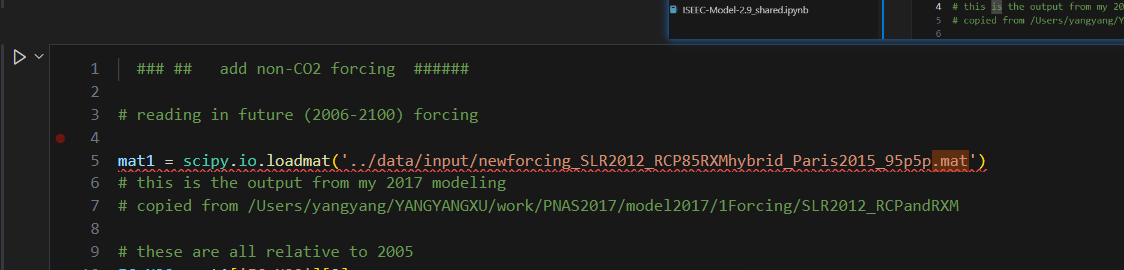 ISEEC-Model-2.9_shared.ipynb
4 # this is the output from my 20
5 # copied from /Users/yangyang/Y
6
1 ### ## add non-CO2 forcing ######
2
3 # reading in future (2006-2100) forcing
4
5 mat1 = scipy.io.loadmat('../data/input/newforcing_SLR2012_RCP85RXMhybrid_Paris2015_95p5p.mat')
6 # this is the output from my 2017 modeling
7 # copied from /Users/yangyang/YANGYANGXU/work/PNAS2017/model2017/1Forcing/SLR2012_RCPandRXM
8
9 # these are all relative to 2005